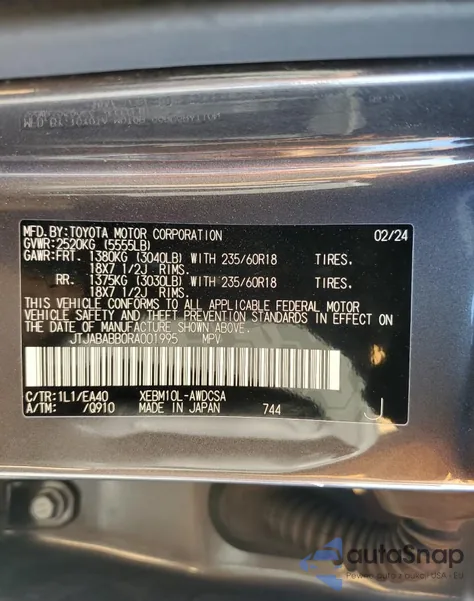 MFD.BY:TOYOTA MOTOR CORPORATION 02/24
GVWR:2520KG (5555LB)
GAWR:FRT. 1380KG (3040LB) WITH 235/60R18 TIRES.
18X7 1/2J RIMS.
RR. 1375KG (3030LB) WITH 235/60R18 TIRES.
18X7 1/2J RIMS.
THIS VEHICLE CONFORMS TO ALL APPLICABLE FEDERAL MOTOR
VEHICLE SAFETY AND THEFT PREVENTION STANDARDS IN EFFECT
ON THE DATE OF MANUFACTURE SHOWN ABOVE.
JTJABABB0RA001995 MPV
C/TR:1L1/EA40 XEBM10L-AWDCSA
A/TM: /Q910 MADE IN JAPAN 744 J
autoSnap